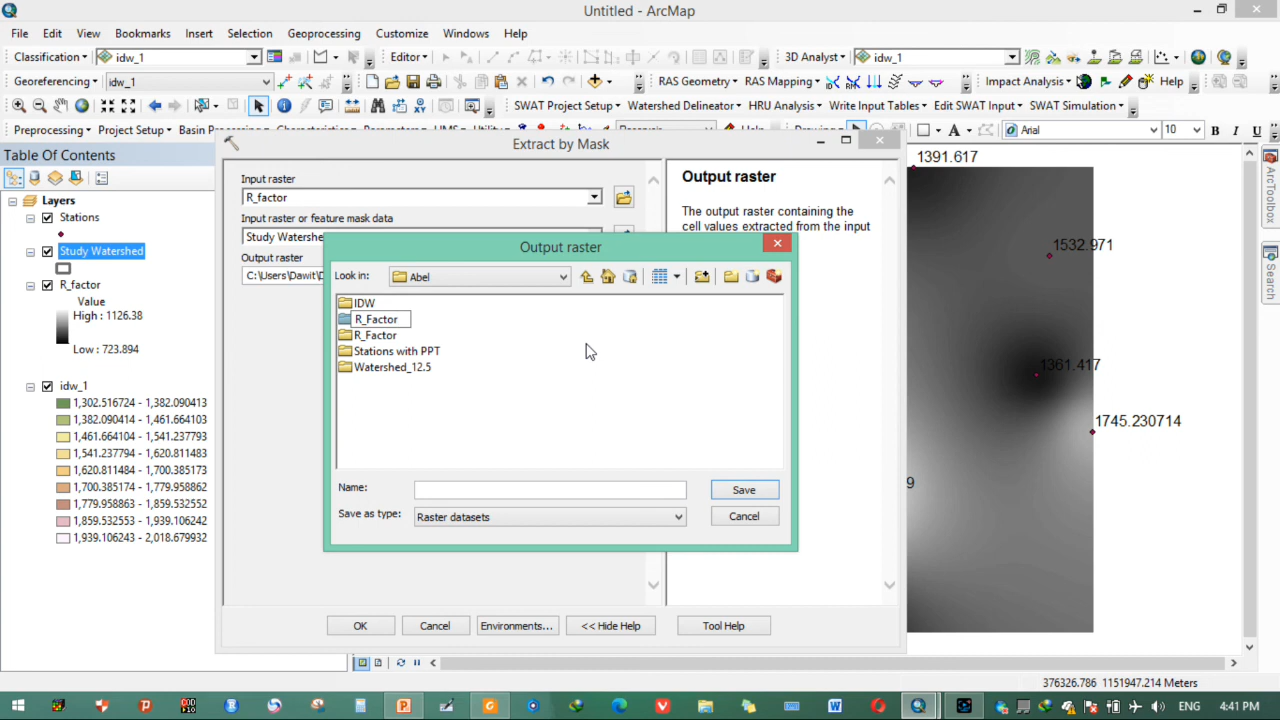 Untitled - ArcMap
File Edit View Bookmarks Insert Selection Geoprocessing Customize Windows Help
Classification idw_1 Editor 3D Analyst idw_1
Georeferencing idw_1 RAS Geometry RAS Mapping ID XY Impact Analysis Help
SWAT Project Setup Watershed Delineator HRU Analysis Write Input Tables Edit SWAT Input SWAT Simulation
Preprocessing Project Setup Help Drawing A Arial 10 B I U
Table Of Contents
Layers
Stations
Study Watershed
R_factor
Value
High : 1126.38
Low : 723.894
idw_1
1,302.516724 - 1,382.090413
1,382.090414 - 1,461.664103
1,461.664104 - 1,541.237793
1,541.237794 - 1,620.811483
1,620.811484 - 1,700.385173
1,700.385174 - 1,779.958862
1,779.958863 - 1,859.532552
1,859.532553 - 1,939.106242
1,939.106243 - 2,018.679932
Extract by Mask
Input raster
R_factor
Input raster or feature mask data
Study Watershe
Output raster
C:\Users\Dawit\D
Output raster
The output raster containing the
cell values extracted from the input
Output raster
Look in: Abel
IDW
R_Factor
R_Factor
Stations with PPT
Watershed_12.5
Name:
Save
Save as type: Raster datasets
Cancel
OK Cancel Environments... << Hide Help Tool Help
1391.617
1532.971
1361.417
1745.230714
9
ArcToolbox
Search
376326.786 1151947.214 Meters
ENG 4:41 PM